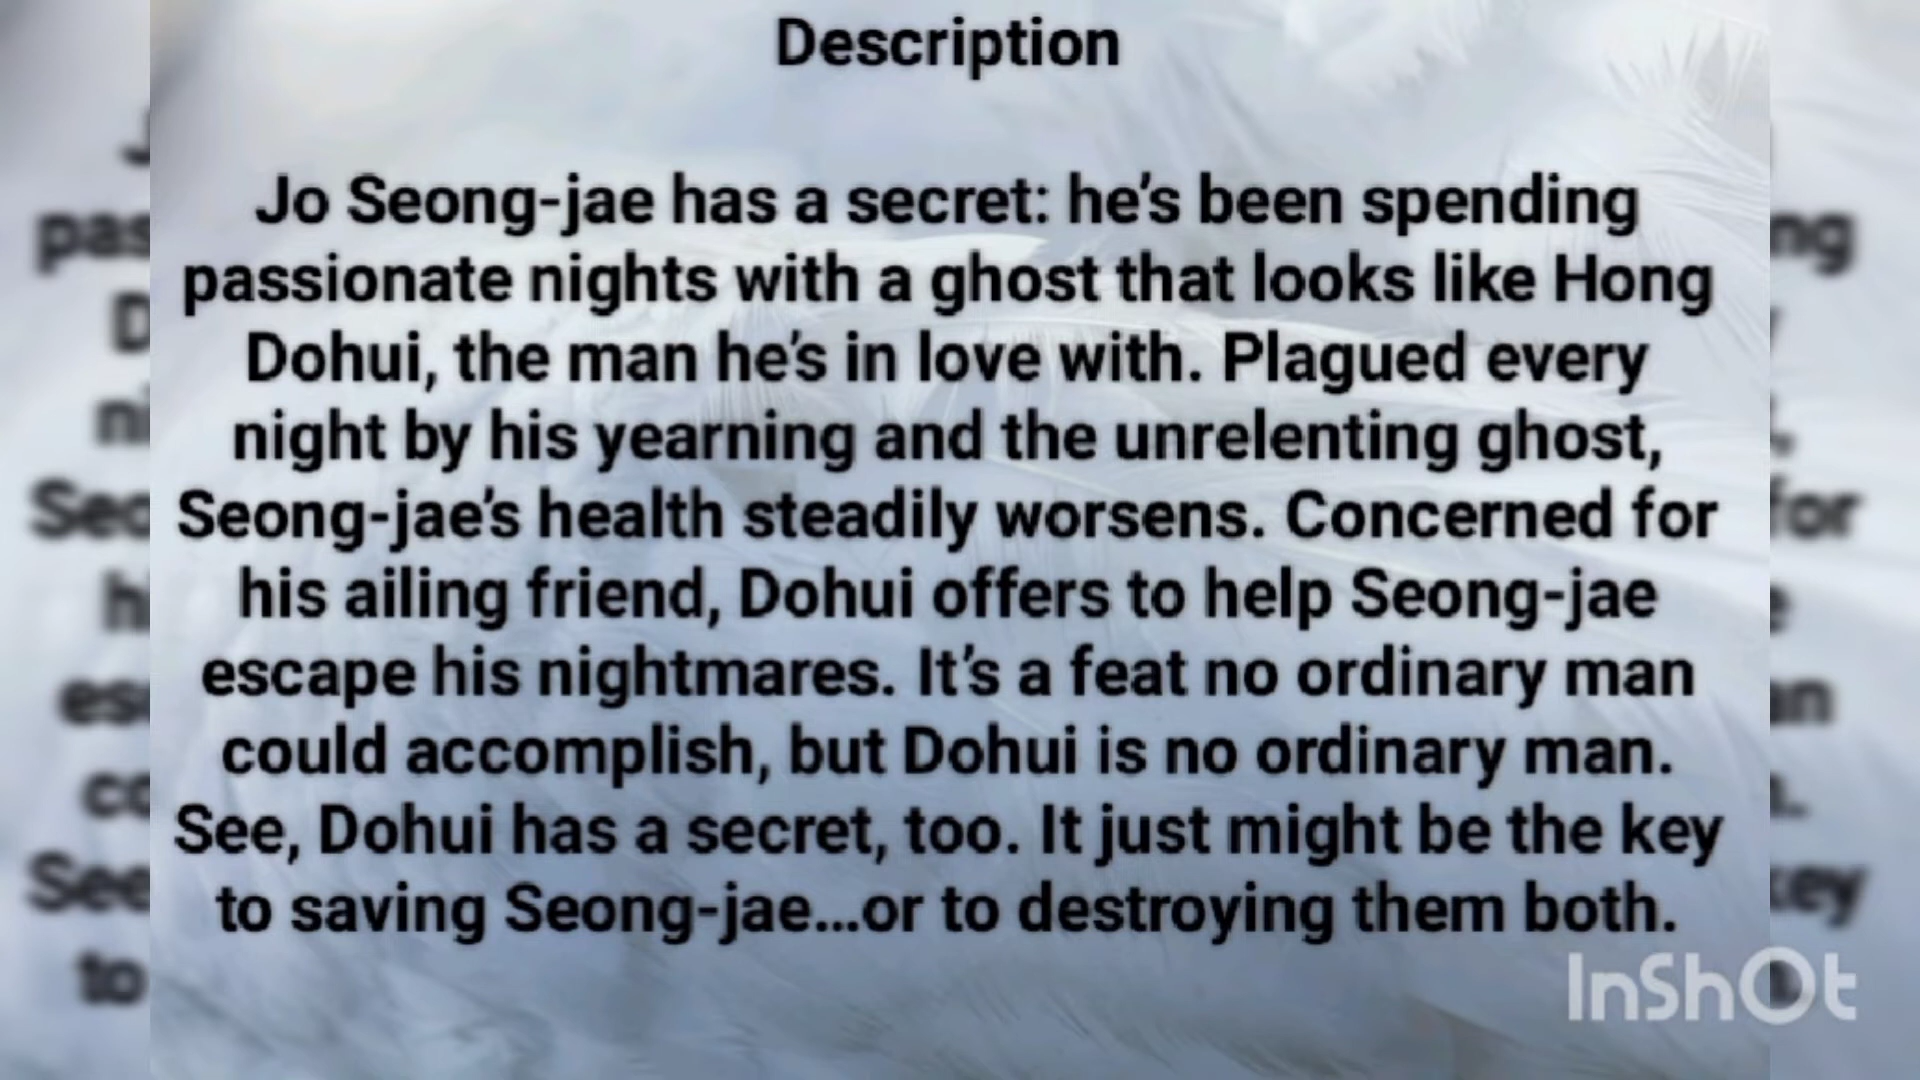 Description
Jo Seong-jae has a secret: he's been spending
passionate nights with a ghost that looks like Hong
Dohui, the man he's in love with. Plagued every
night by his yearning and the unrelenting ghost,
Seong-jae's health steadily worsens. Concerned for
his ailing friend, Dohui offers to help Seong-jae
escape his nightmares. It's a feat no ordinary man
could accomplish, but Dohui is no ordinary man.
See, Dohui has a secret, too. It just might be the key
to saving Seong-jae...or to destroying them both.
InShOt